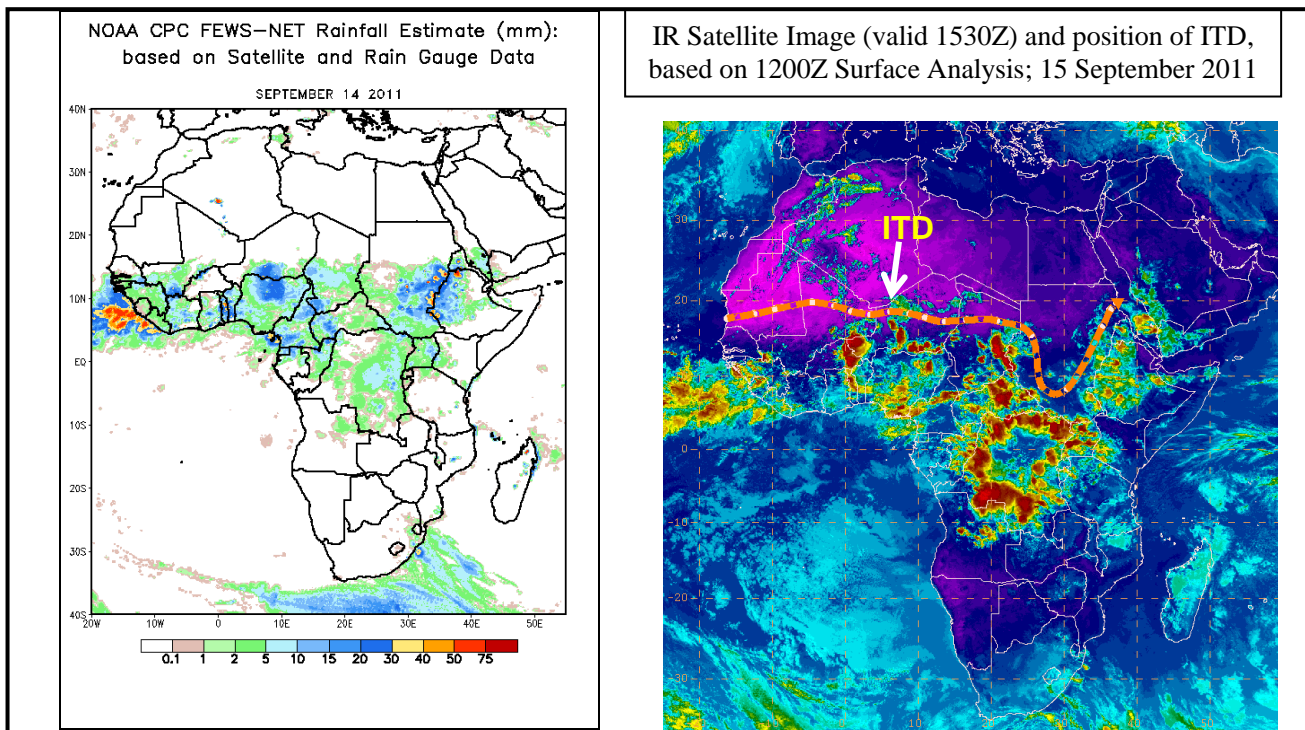 NOAA CPC FEWS-NET Rainfall Estimate (mm):
based on Satellite and Rain Gauge Data
SEPTEMBER 14 2011
40N
30N
20N
10N
EQ
10S
20S
30S
40S
20W 10W 0 10E 20E 30E 40E 50E
0.1 1 2 5 10 15 20 30 40 50 75
IR Satellite Image (valid 1530Z) and position of ITD,
based on 1200Z Surface Analysis; 15 September 2011
ITD
30
20
0
-10
-20
-30